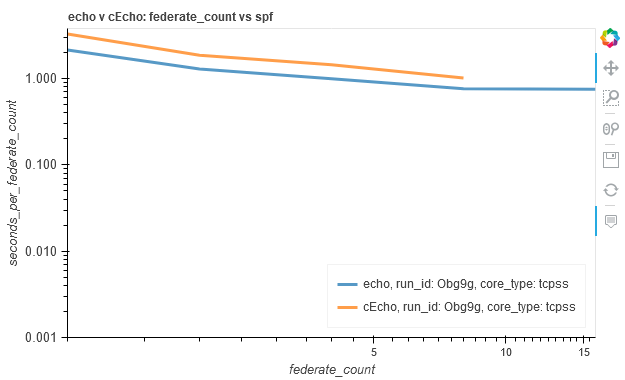 echo v cEcho: federate_count vs spf
seconds_per_federate_count
1.000
0.100
0.010
0.001
echo, run_id: Obg9g, core_type: tcpss
cEcho, run_id: Obg9g, core_type: tcpss
5
10
15
federate_count